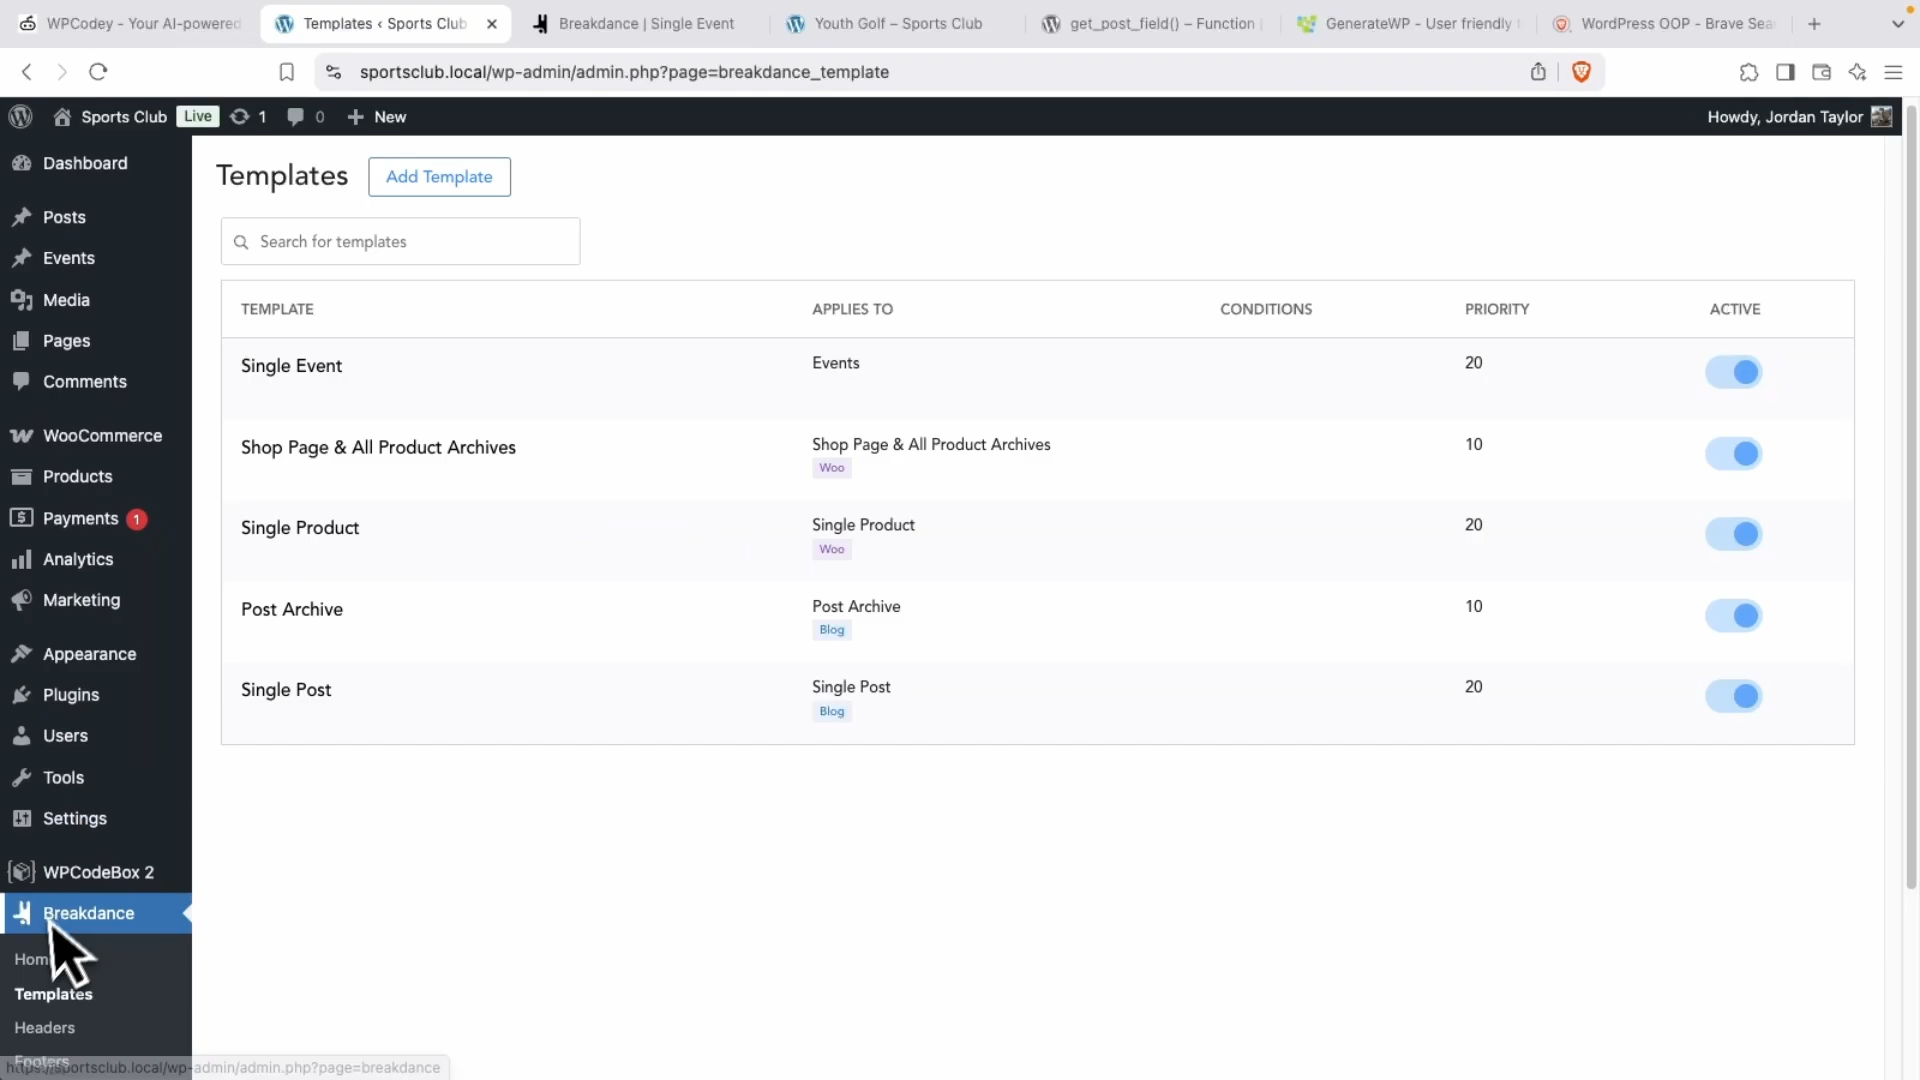 WPCodey - Your AI-powered
Templates ‹ Sports Club
Breakdance | Single Event
Youth Golf – Sports Club
get_post_field() – Function
GenerateWP - User friendly
WordPress OOP - Brave Sea
sportsclub.local/wp-admin/admin.php?page=breakdance_template
Sports Club
Live
1
0
New
Howdy, Jordan Taylor
Dashboard
Posts
Events
Media
Pages
Comments
WooCommerce
Products
Payments 1
Analytics
Marketing
Appearance
Plugins
Users
Tools
Settings
WPCodeBox 2
Breakdance
Templates
Headers
Footers
https://sportsclub.local/wp-admin/admin.php?page=breakdance
Templates
Add Template
Search for templates
TEMPLATE APPLIES TO CONDITIONS PRIORITY ACTIVE
Single Event Events 20
Shop Page & All Product Archives Shop Page & All Product Archives 10
Woo
Single Product Single Product 20
Woo
Post Archive Post Archive 10
Blog
Single Post Single Post 20
Blog